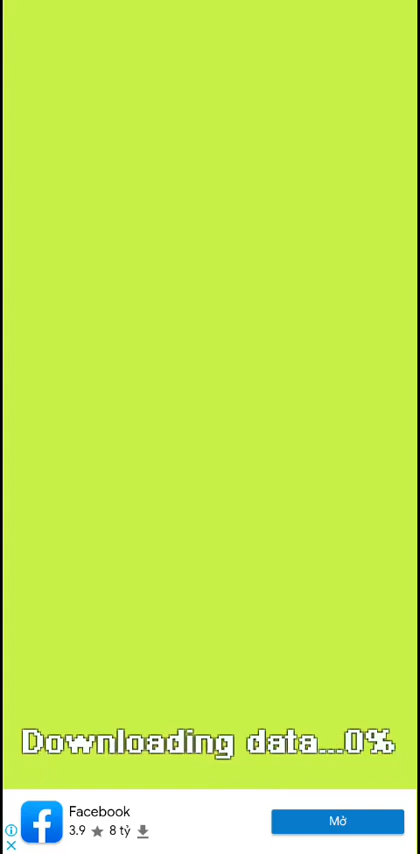 Downloading data...0%
Facebook
3.9 ★ 8 tỷ
Mở